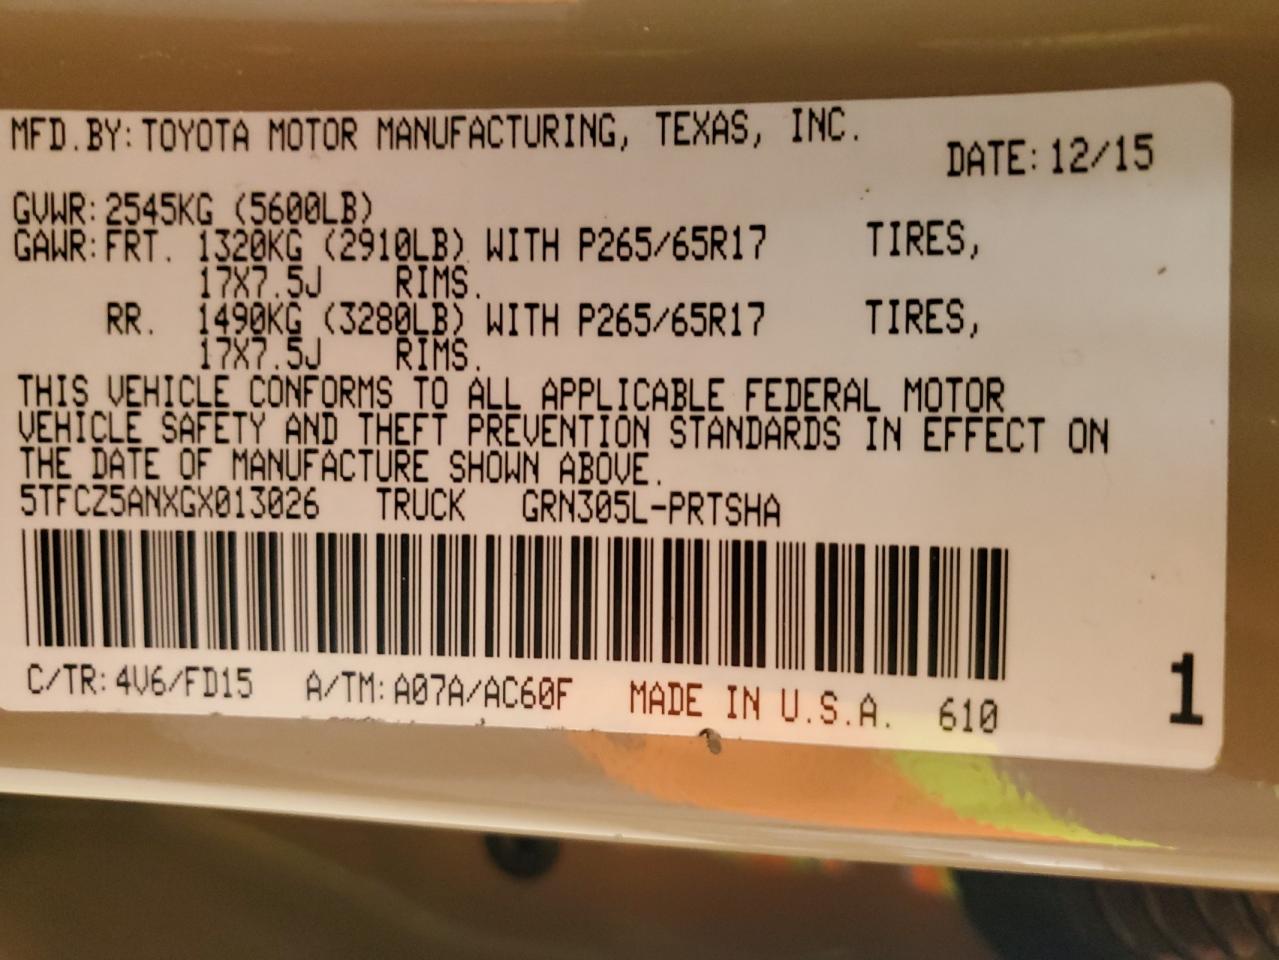 MFD.BY: TOYOTA MOTOR MANUFACTURING, TEXAS, INC.
DATE: 12/15
GVWR: 2545KG (5600LB)
GAWR: FRT. 1320KG (2910LB) WITH P265/65R17 TIRES,
17X7.5J RIMS.
RR. 1490KG (3280LB) WITH P265/65R17 TIRES,
17X7.5J RIMS.
THIS VEHICLE CONFORMS TO ALL APPLICABLE FEDERAL MOTOR
VEHICLE SAFETY AND THEFT PREVENTION STANDARDS IN EFFECT ON
THE DATE OF MANUFACTURE SHOWN ABOVE.
5TFCZ5ANXGX013026 TRUCK GRN305L-PRTSHA
C/TR: 4V6/FD15 A/TM: A07A/AC60F MADE IN U.S.A. 610
1